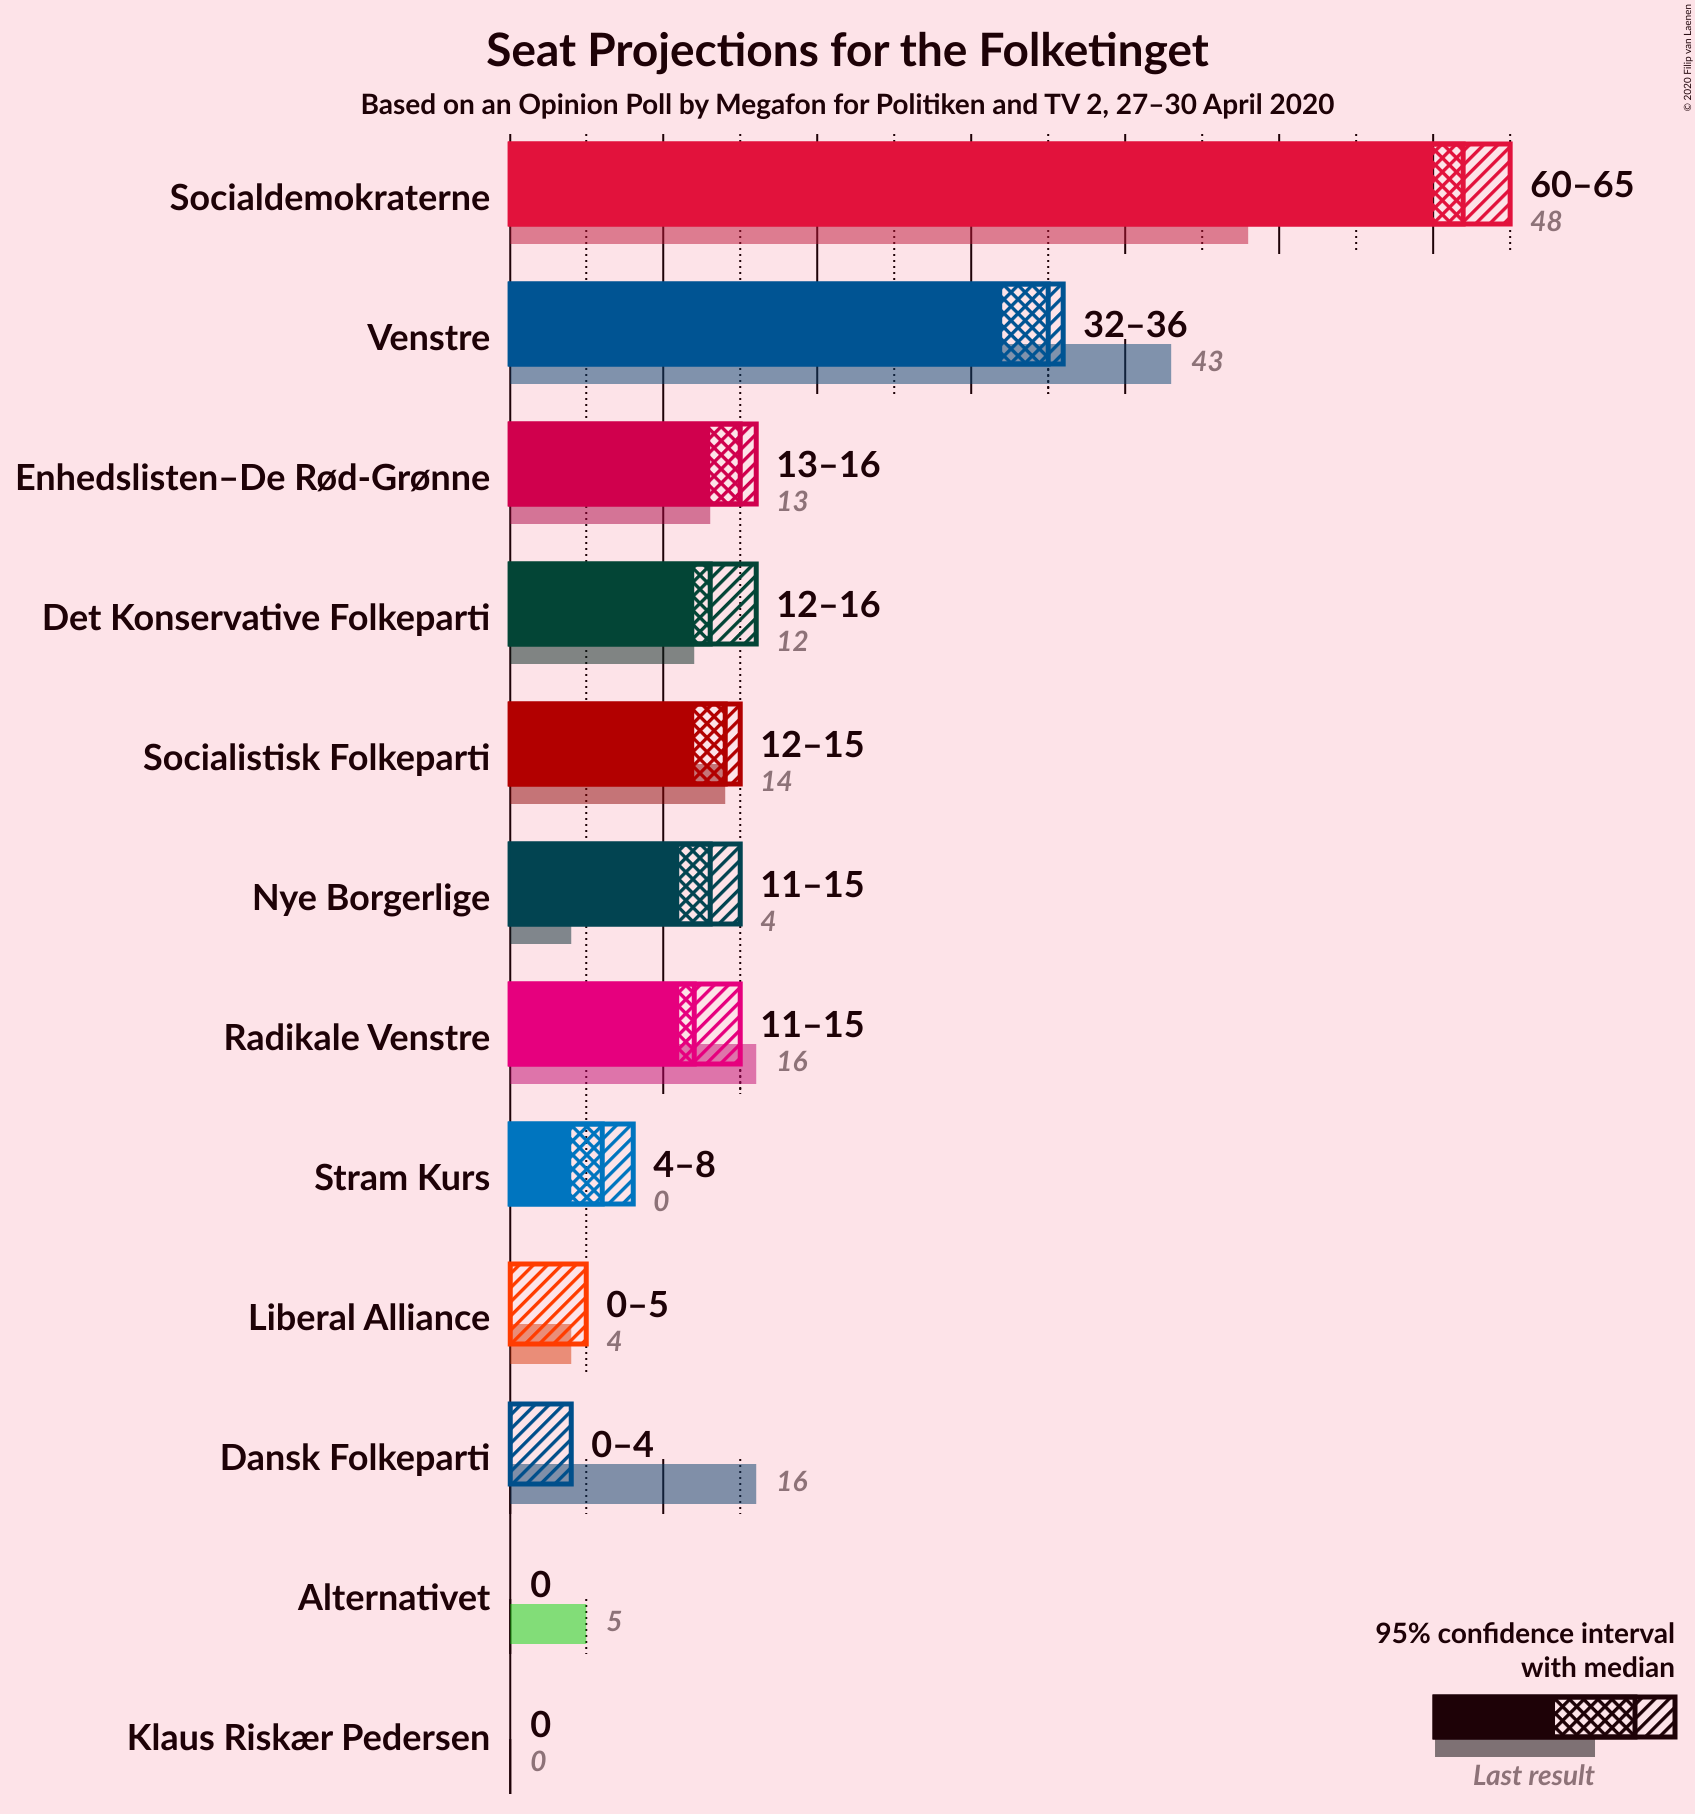 Seat Projections for the Folketinget
Based on an Opinion Poll by Megafon for Politiken and TV 2, 27–30 April 2020
© 2020 Filip van Laenen
Socialdemokraterne
60–65
48
Venstre
32–36
43
Enhedslisten–De Rød-Grønne
13–16
13
Det Konservative Folkeparti
12–16
12
Socialistisk Folkeparti
12–15
14
Nye Borgerlige
11–15
4
Radikale Venstre
11–15
16
Stram Kurs
4–8
0
Liberal Alliance
0–5
4
Dansk Folkeparti
0–4
16
Alternativet
0
5
Klaus Riskær Pedersen
0
0
95% confidence interval
with median
Last result